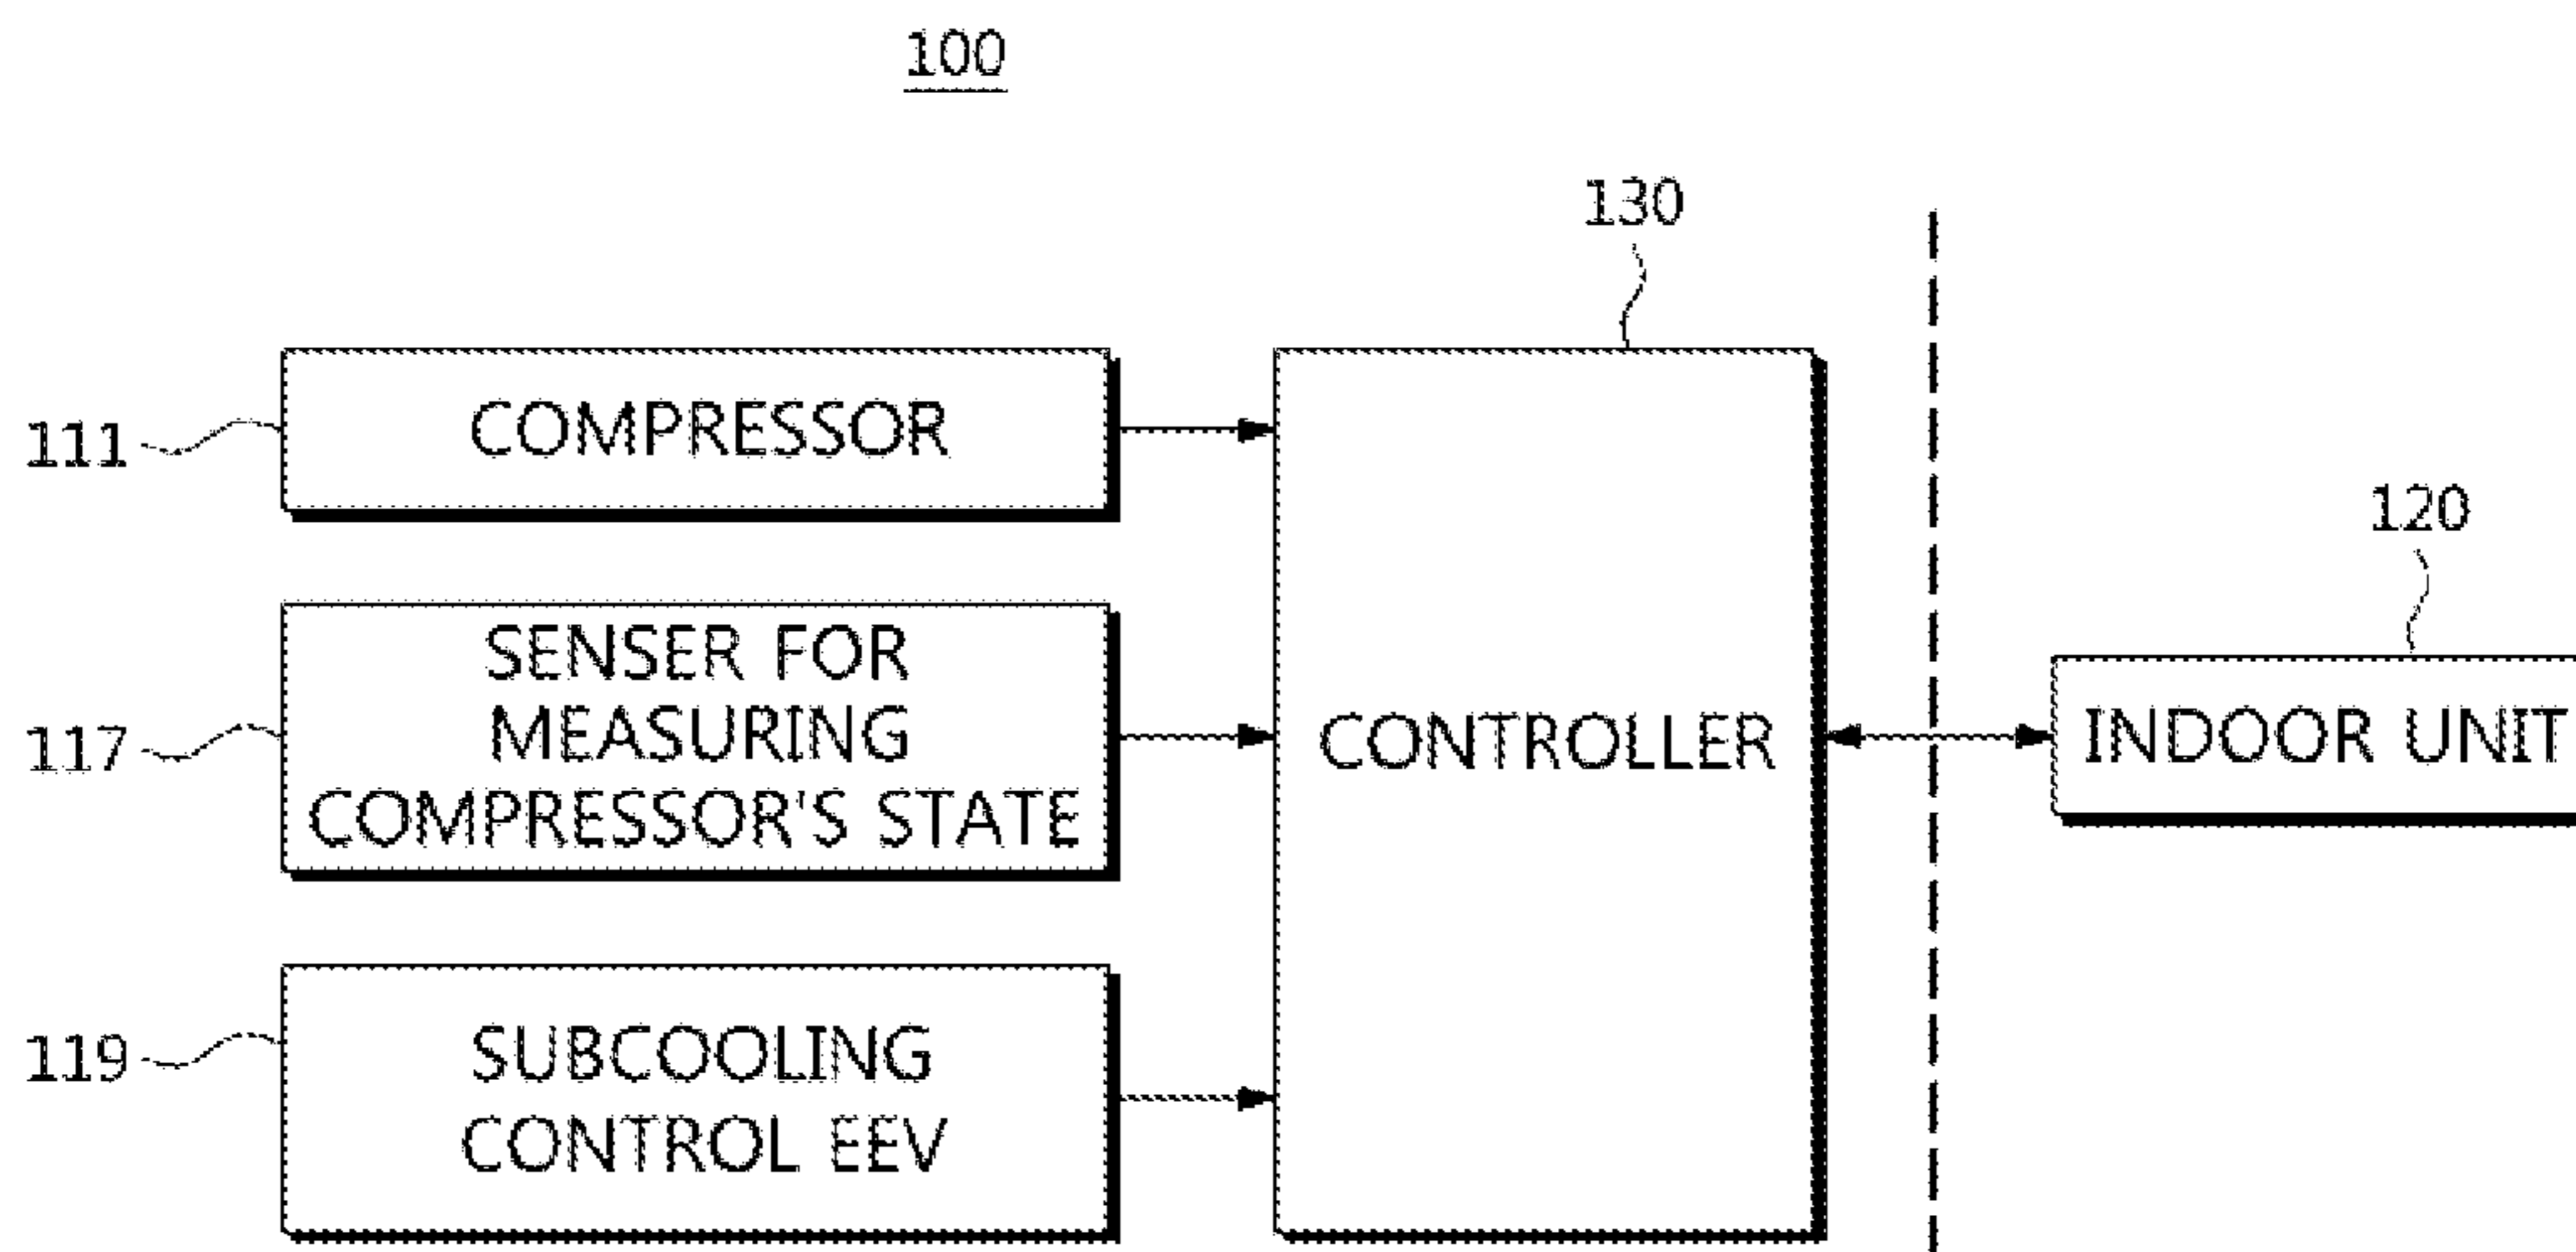 100
130
111
COMPRESSOR
120
117
SENSER FOR
MEASURING
COMPRESSOR'S STATE
CONTROLLER
INDOOR UNIT
119
SUBCOOLING
CONTROL EEV